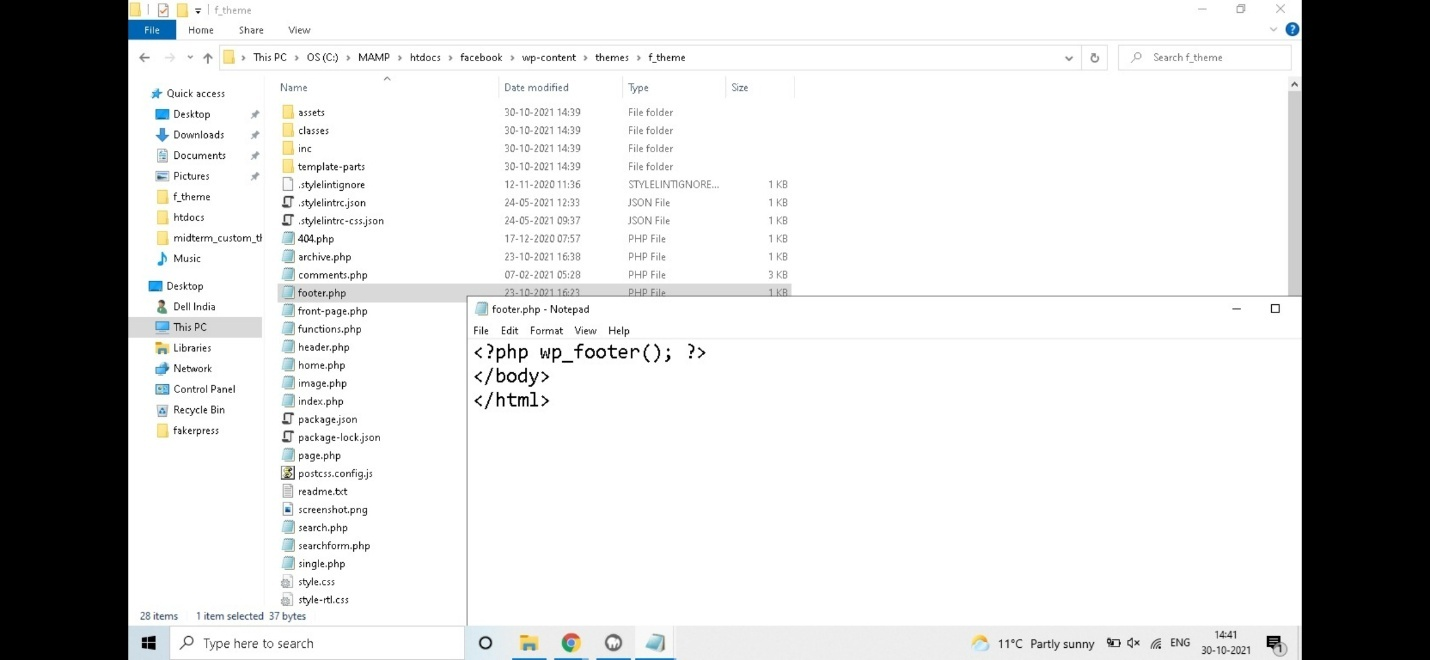 f_theme
File Home Share View
This PC > OS (C:) > MAMP > htdocs > facebook > wp-content > themes > f_theme
Search f_theme
Name Date modified Type Size
Quick access
Desktop
Downloads
Documents
Pictures
f_theme
htdocs
midterm_custom_th
Music
Desktop
Dell India
This PC
Libraries
Network
Control Panel
Recycle Bin
fakerpress
assets 30-10-2021 14:39 File folder
classes 30-10-2021 14:39 File folder
inc 30-10-2021 14:39 File folder
template-parts 30-10-2021 14:39 File folder
.stylelintignore 12-11-2020 11:36 STYLELINTIGNORE... 1 KB
.stylelintrc.json 24-05-2021 12:33 JSON File 1 KB
.stylelintrc-css.json 24-05-2021 09:37 JSON File 1 KB
404.php 17-12-2020 07:57 PHP File 1 KB
archive.php 23-10-2021 16:38 PHP File 1 KB
comments.php 07-02-2021 05:28 PHP File 3 KB
footer.php 23-10-2021 16:23 PHP File 1 KB
front-page.php
functions.php
header.php
home.php
image.php
index.php
package.json
package-lock.json
page.php
postcss.config.js
readme.txt
screenshot.png
search.php
searchform.php
single.php
style.css
style-rtl.css
footer.php - Notepad
File Edit Format View Help
<?php wp_footer(); ?>
</body>
</html>
28 items 1 item selected 37 bytes
Type here to search
11°C Partly sunny
ENG
14:41
30-10-2021
1